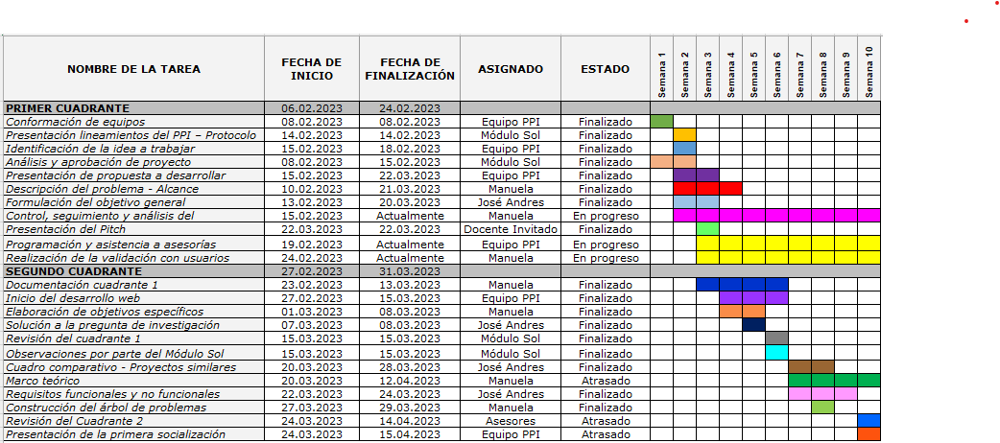 NOMBRE DE LA TAREA FECHA DE INICIO FECHA DE FINALIZACIÓN ASIGNADO ESTADO Semana 1 Semana 2 Semana 3 Semana 4 Semana 5 Semana 6 Semana 7 Semana 8 Semana 9 Semana 10
PRIMER CUADRANTE 06.02.2023 24.02.2023
Conformación de equipos 08.02.2023 08.02.2023 Equipo PPI Finalizado
Presentación lineamientos del PPI – Protocolo 14.02.2023 14.02.2023 Módulo Sol Finalizado
Identificación de la idea a trabajar 15.02.2023 18.02.2023 Equipo PPI Finalizado
Análisis y aprobación de proyecto 08.02.2023 15.02.2023 Módulo Sol Finalizado
Presentación de propuesta a desarrollar 15.02.2023 22.03.2023 Equipo PPI Finalizado
Descripción del problema - Alcance 10.02.2023 21.03.2023 Manuela Finalizado
Formulación del objetivo general 13.02.2023 20.03.2023 José Andres Finalizado
Control, seguimiento y análisis del 15.02.2023 Actualmente Manuela En progreso
Presentación del Pitch 22.03.2023 22.03.2023 Docente Invitado Finalizado
Programación y asistencia a asesorías 19.02.2023 Actualmente Equipo PPI En progreso
Realización de la validación con usuarios 24.02.2023 Actualmente Manuela En progreso
SEGUNDO CUADRANTE 27.02.2023 31.03.2023
Documentación cuadrante 1 23.02.2023 13.03.2023 Manuela Finalizado
Inicio del desarrollo web 27.02.2023 15.03.2023 Equipo PPI Finalizado
Elaboración de objetivos específicos 01.03.2023 08.03.2023 Manuela Finalizado
Solución a la pregunta de investigación 07.03.2023 08.03.2023 José Andres Finalizado
Revisión del cuadrante 1 15.03.2023 15.03.2023 Módulo Sol Finalizado
Observaciones por parte del Módulo Sol 15.03.2023 15.03.2023 Módulo Sol Finalizado
Cuadro comparativo - Proyectos similares 20.03.2023 28.03.2023 José Andres Finalizado
Marco teórico 20.03.2023 12.04.2023 Manuela Atrasado
Requisitos funcionales y no funcionales 22.03.2023 24.03.2023 José Andres Finalizado
Construcción del árbol de problemas 27.03.2023 29.03.2023 Manuela Finalizado
Revisión del Cuadrante 2 24.03.2023 14.04.2023 Asesores Atrasado
Presentación de la primera socialización 24.03.2023 15.04.2023 Equipo PPI Atrasado